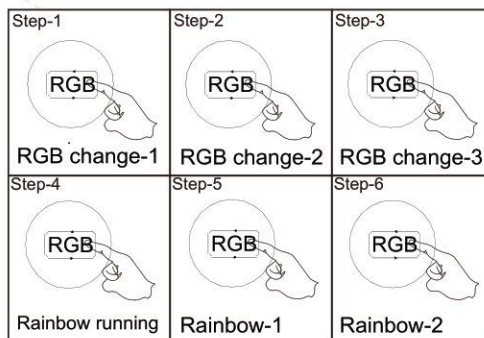 Step-1
RGB
RGB change-1
Step-2
RGB
RGB change-2
Step-3
RGB
RGB change-3
Step-4
RGB
Rainbow running
Step-5
RGB
Rainbow-1
Step-6
RGB
Rainbow-2